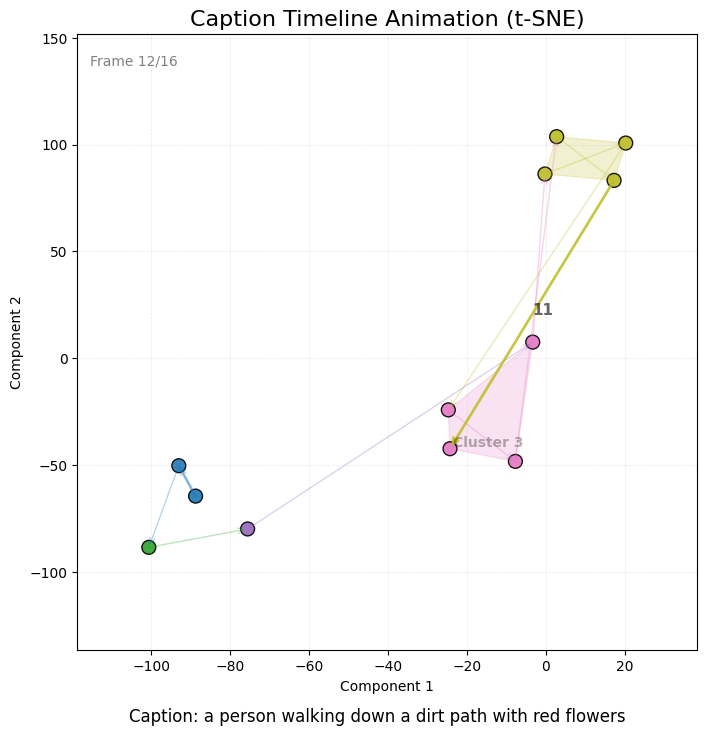 Caption Timeline Animation (t-SNE)
150
Frame 12/16
100
50
11
0
Cluster 3
−50
−100
Component 2
−100 −80 −60 −40 −20 0 20
Component 1
Caption: a person walking down a dirt path with red flowers